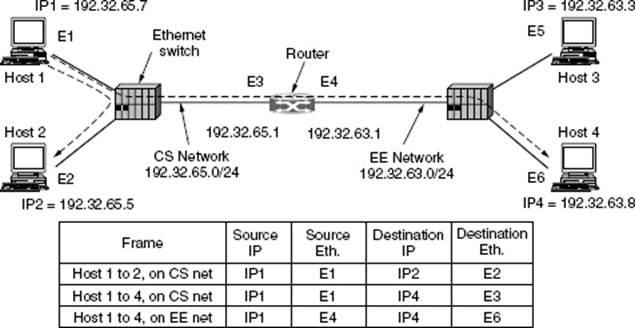 IP1 = 192.32.65.7
E1
Host 1
Ethernet
switch
Router
E3
E4
192.32.65.1
192.32.63.1
CS Network
192.32.65.0/24
EE Network
192.32.63.0/24
IP3 = 192.32.63.3
E5
Host 3
Host 2
E2
IP2 = 192.32.65.5
Host 4
E6
IP4 = 192.32.63.8
Frame Source IP Source Eth. Destination IP Destination Eth.
Host 1 to 2, on CS net IP1 E1 IP2 E2
Host 1 to 4, on CS net IP1 E1 IP4 E3
Host 1 to 4, on EE net IP1 E4 IP4 E6